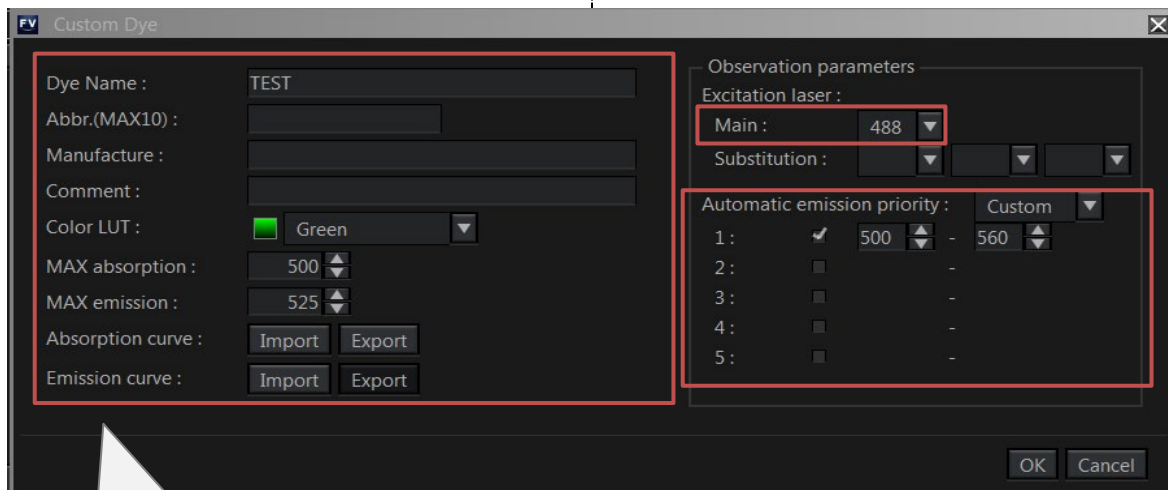 FV Custom Dye
Dye Name : TEST
Abbr.(MAX10) :
Manufacture :
Comment :
Color LUT : Green
MAX absorption : 500
MAX emission : 525
Absorption curve : Import Export
Emission curve : Import Export
Observation parameters
Excitation laser :
Main : 488
Substitution :
Automatic emission priority : Custom
1 : 500 - 560
2 : -
3 : -
4 : -
5 : -
OK Cancel